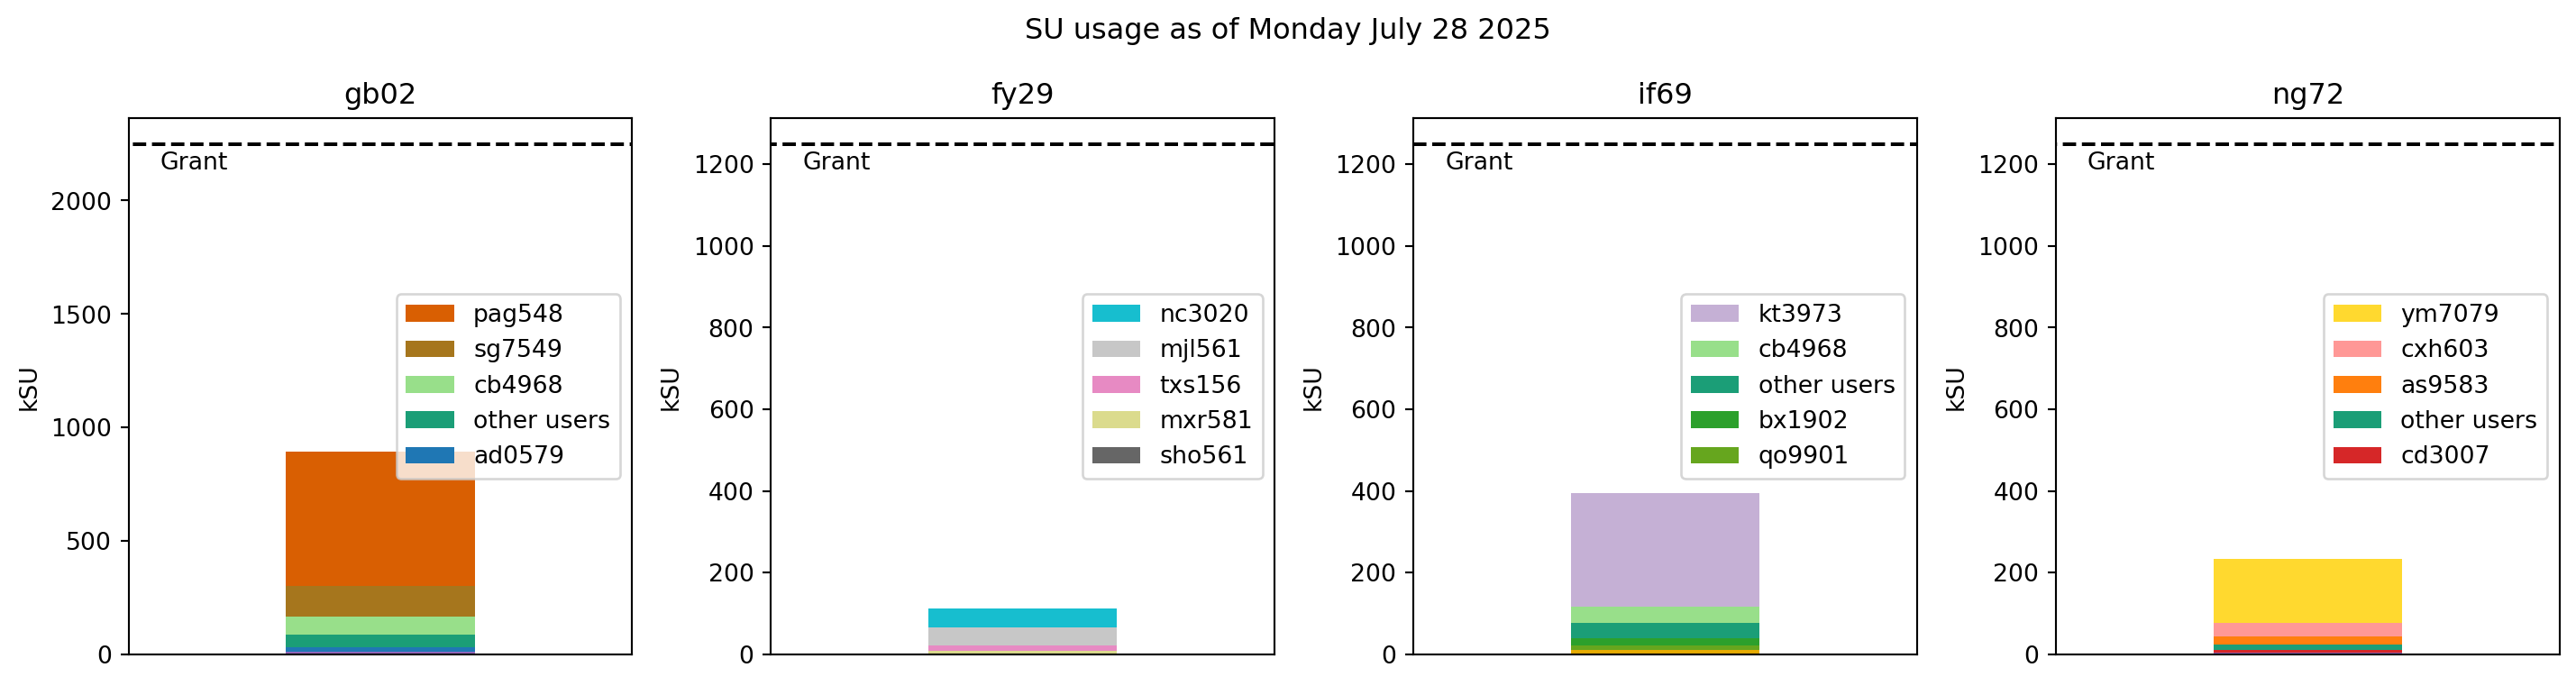 SU usage as of Monday July 28 2025
gb02
kSU
2000
1500
1000
500
0
Grant
pag548
sg7549
cb4968
other users
ad0579
fy29
kSU
1200
1000
800
600
400
200
0
Grant
nc3020
mjl561
txs156
mxr581
sho561
if69
kSU
1200
1000
800
600
400
200
0
Grant
kt3973
cb4968
other users
bx1902
qo9901
ng72
kSU
1200
1000
800
600
400
200
0
Grant
ym7079
cxh603
as9583
other users
cd3007